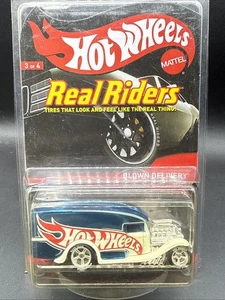 HOT WHEELS
MATTEL
3 of 4
Real Riders
TIRES THAT LOOK AND FEEL LIKE THE REAL THING!
BLOWN DELIVERY
HOT WHEELS